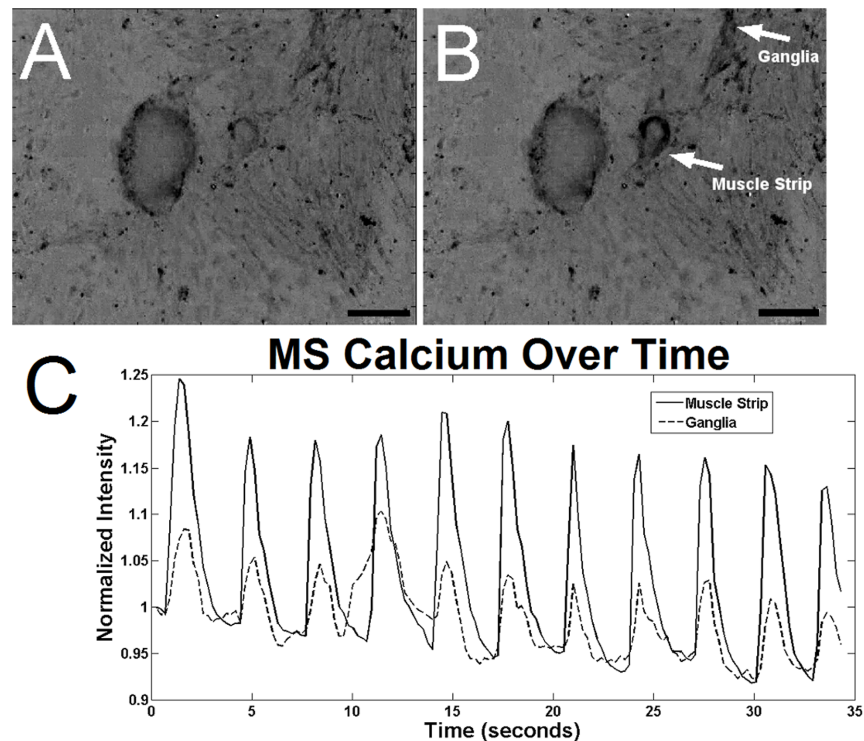 A
B
Ganglia
Muscle Strip
C
MS Calcium Over Time
Normalized Intensity
1.25
1.2
1.15
1.1
1.05
1
0.95
0.9
Muscle Strip
Ganglia
0 5 10 15 20 25 30 35
Time (seconds)